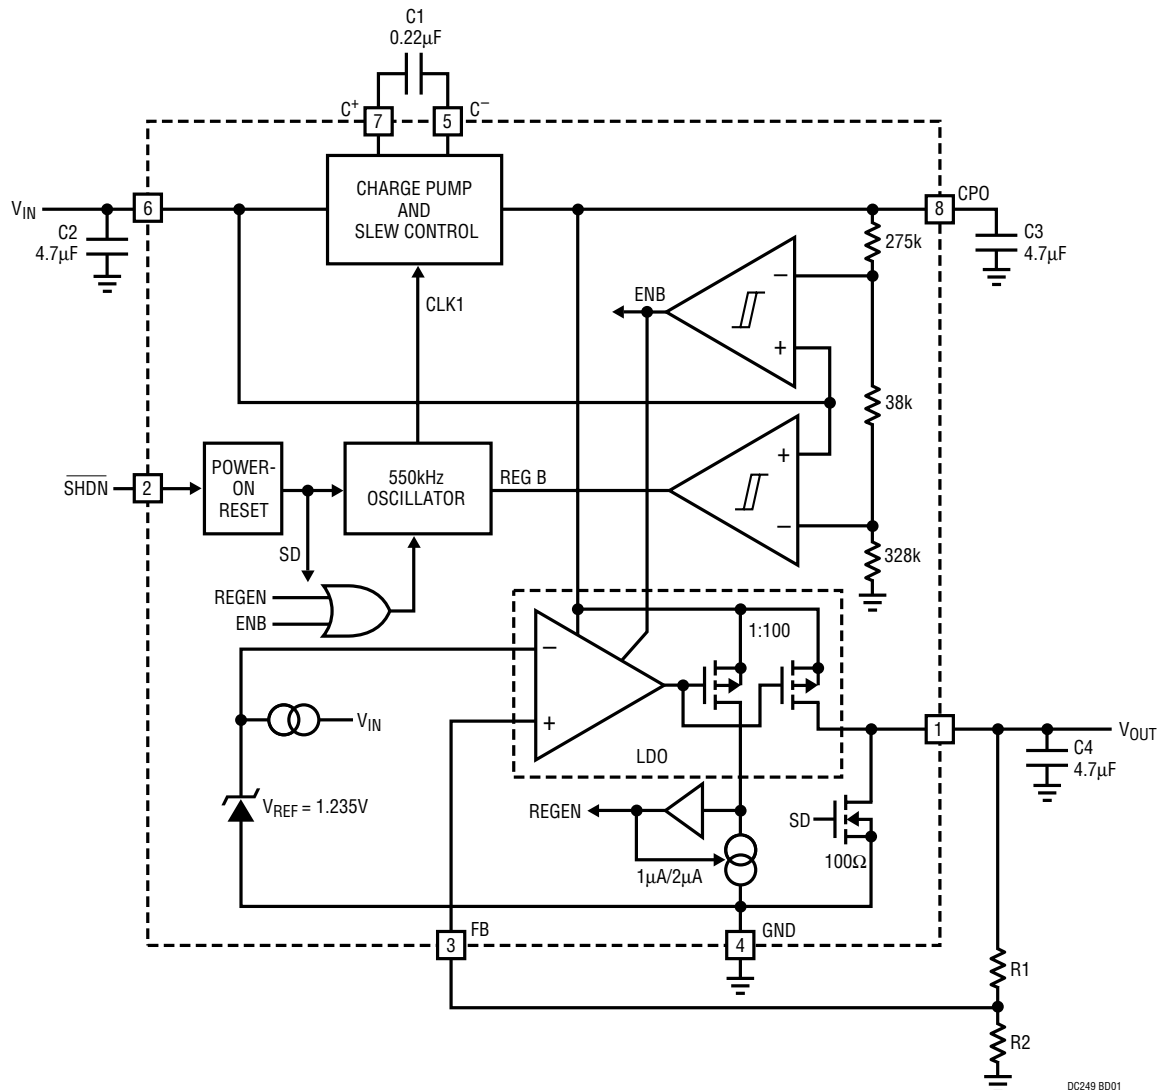 C1
0.22µF
C+
7
5
C−
CHARGE PUMP
AND
SLEW CONTROL
VIN
6
C2
4.7µF
8
CPO
C3
4.7µF
275k
−
+
ENB
CLK1
38k
SHDN
2
POWER-
ON
RESET
550kHz
OSCILLATOR
REG B
+
−
328k
SD
REGEN
ENB
1:100
−
+
VIN
LDO
VREF = 1.235V
1
VOUT
C4
4.7µF
REGEN
1µA/2µA
SD
100Ω
3
FB
4
GND
R1
R2
DC249 BD01